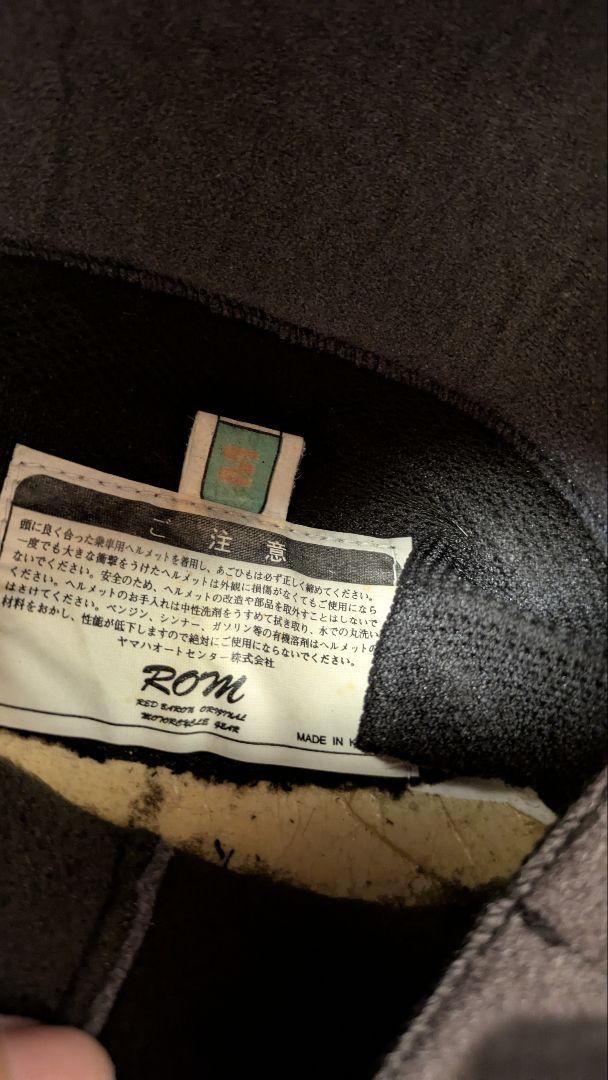 M
ご注意
頭に良く合った乗車用ヘルメットを着用し、あごひもは必ず正しく締めてください。
一度でも大きな衝撃をうけたヘルメットは外観に損傷がなくてもご使用になら
ないでください。安全のため、ヘルメットの改造や部品を取外すことはしないで
ください。ヘルメットのお手入れは中性洗剤をうすめて拭き取り、水での丸洗い
はさけてください。ベンジン、シンナー、ガソリン等の有機溶剤はヘルメットの
材料をおかし、性能が低下しますので絶対にご使用にならないでください。
ヤマハオートセンター株式会社
ROM
RED BARON ORIGINAL
MOTORCYCLE GEAR
MADE IN